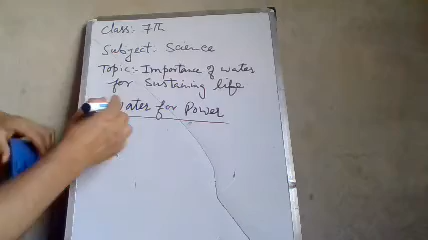 Class:- 7th
Subject- Science
Topic:- Importance of water
for Sustaining life
Water for Power